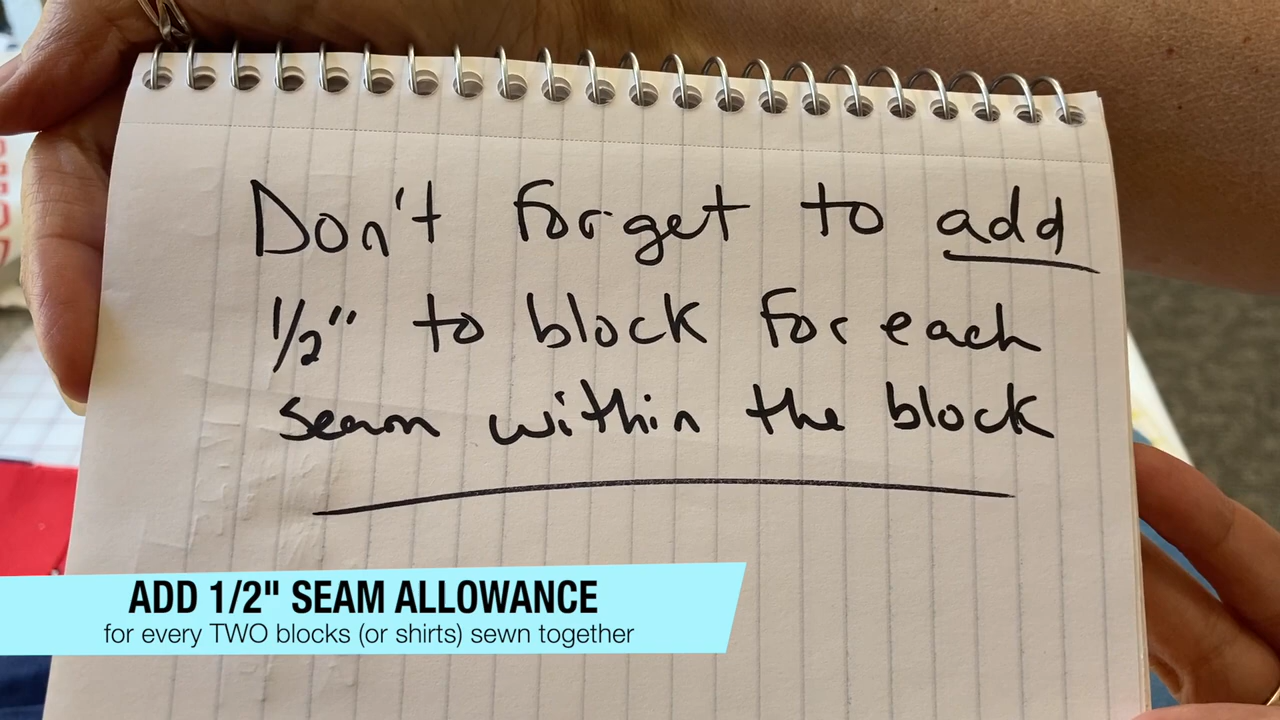 Don't forget to add
1/2" to block for each
seam within the block
ADD 1/2" SEAM ALLOWANCE
for every TWO blocks (or shirts) sewn together